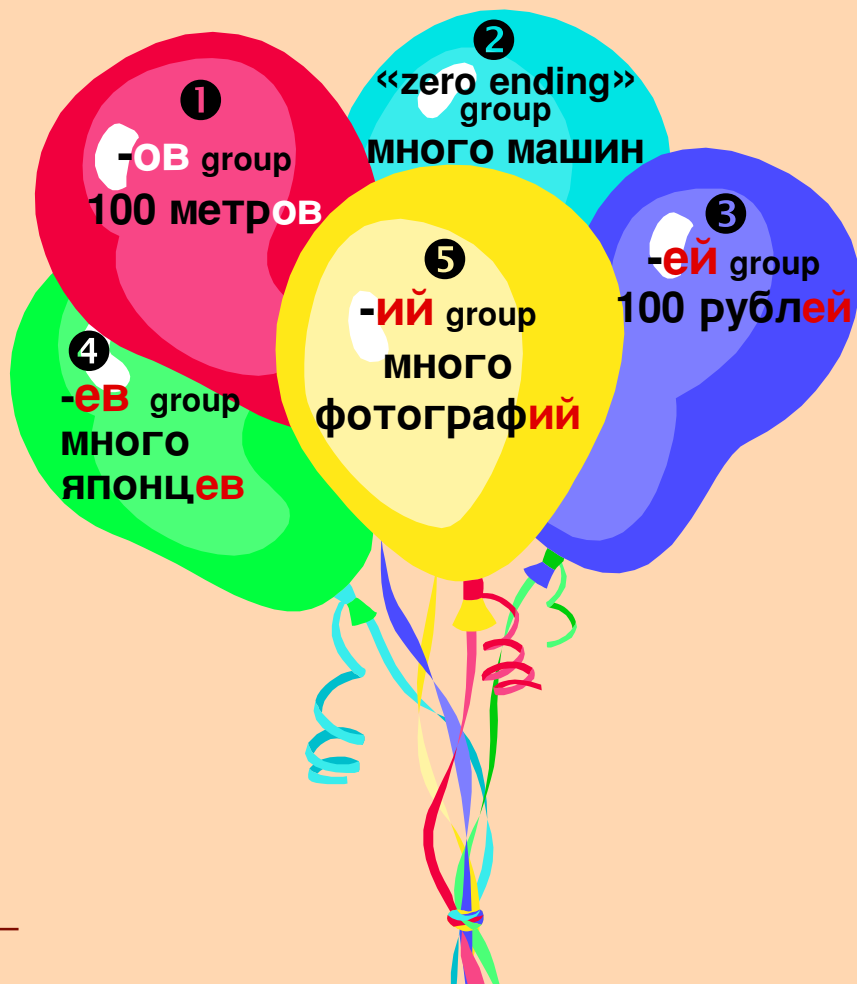 ❶
-ов group
100 метров
❷
«zero ending»
group
много машин
❸
-ей group
100 рублей
❹
-ев group
много
японцев
❺
-ий group
много
фотографий